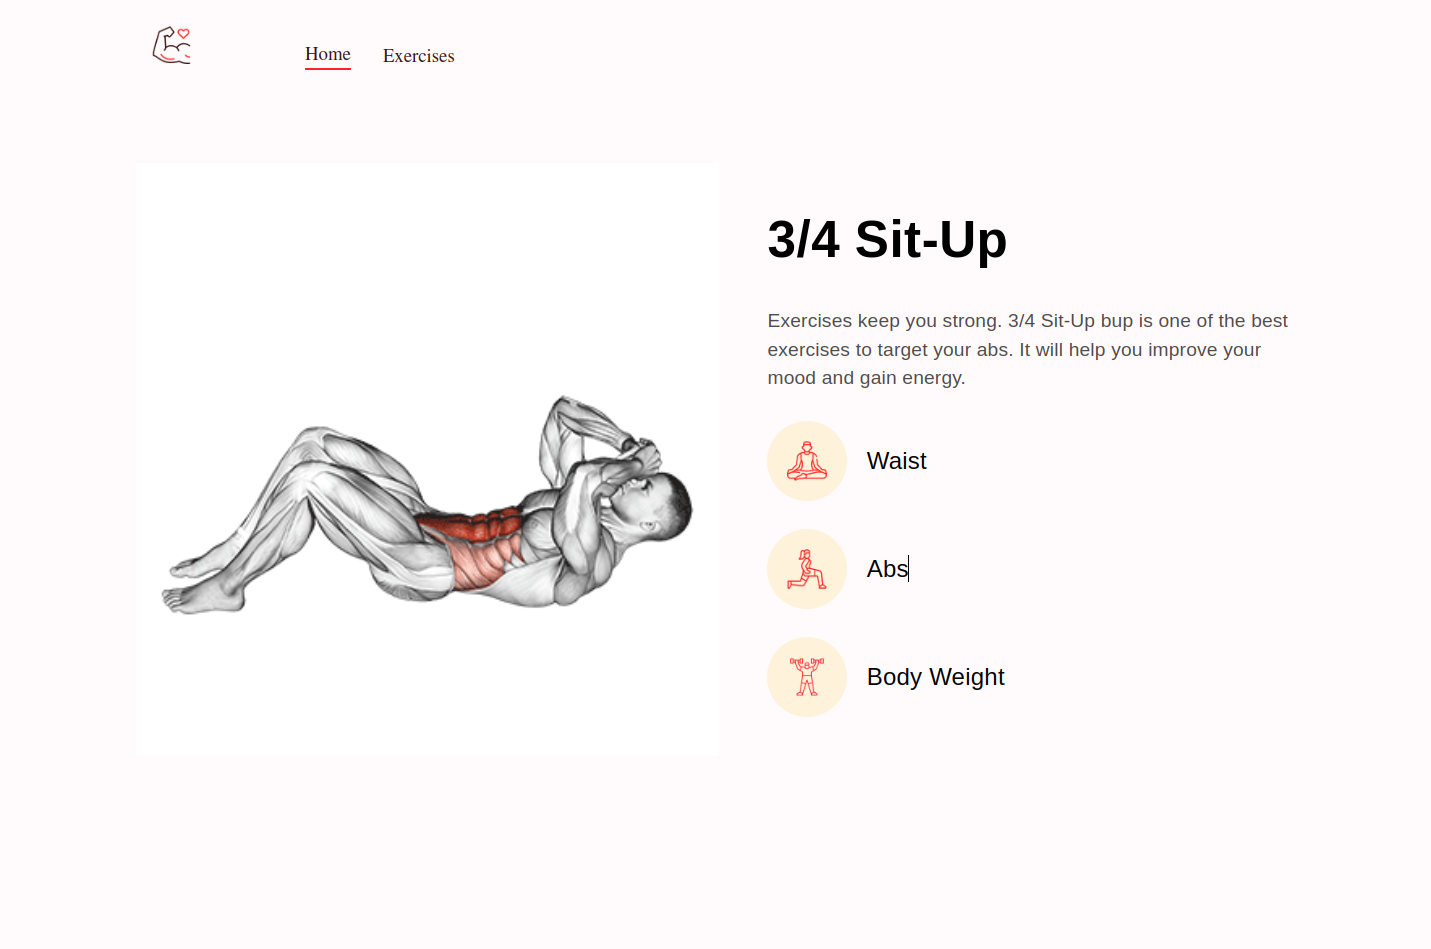 Home
Exercises
3/4 Sit-Up
Exercises keep you strong. 3/4 Sit-Up bup is one of the best
exercises to target your abs. It will help you improve your
mood and gain energy.
Waist
Abs
Body Weight